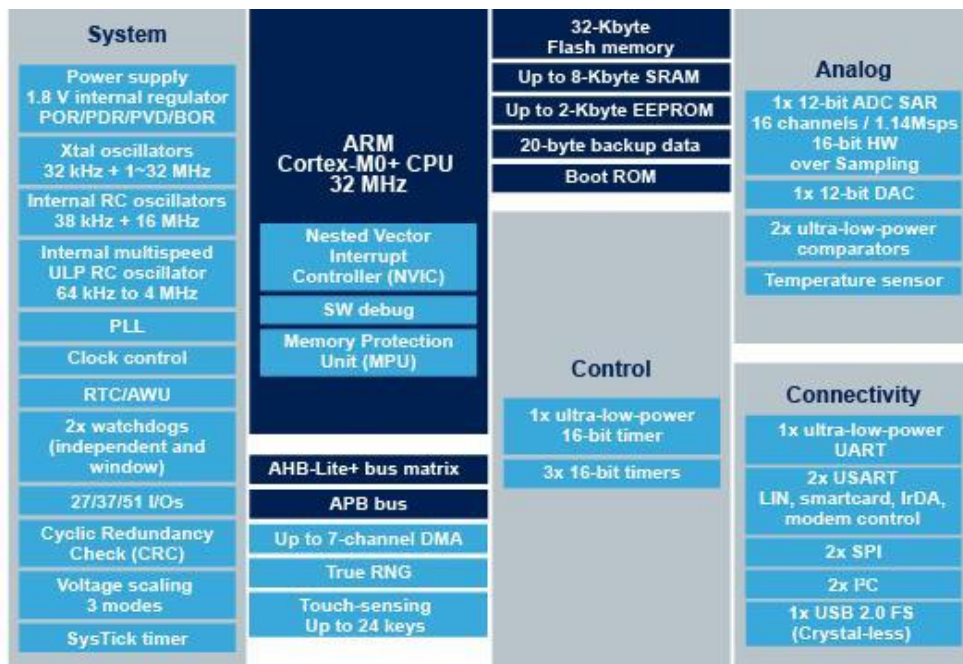 System
Power supply
1.8 V internal regulator
POR/PDR/PVD/BOR
Xtal oscillators
32 kHz + 1~32 MHz
Internal RC oscillators
38 kHz + 16 MHz
Internal multispeed
ULP RC oscillator
64 kHz to 4 MHz
PLL
Clock control
RTC/AWU
2x watchdogs
(independent and
window)
27/37/51 I/Os
Cyclic Redundancy
Check (CRC)
Voltage scaling
3 modes
SysTick timer
ARM
Cortex-M0+ CPU
32 MHz
Nested Vector
Interrupt
Controller (NVIC)
SW debug
Memory Protection
Unit (MPU)
AHB-Lite+ bus matrix
APB bus
Up to 7-channel DMA
True RNG
Touch-sensing
Up to 24 keys
32-Kbyte
Flash memory
Up to 8-Kbyte SRAM
Up to 2-Kbyte EEPROM
20-byte backup data
Boot ROM
Control
1x ultra-low-power
16-bit timer
3x 16-bit timers
Analog
1x 12-bit ADC SAR
16 channels / 1.14Msps
16-bit HW
over Sampling
1x 12-bit DAC
2x ultra-low-power
comparators
Temperature sensor
Connectivity
1x ultra-low-power
UART
2x USART
LIN, smartcard, IrDA,
modem control
2x SPI
2x I²C
1x USB 2.0 FS
(Crystal-less)